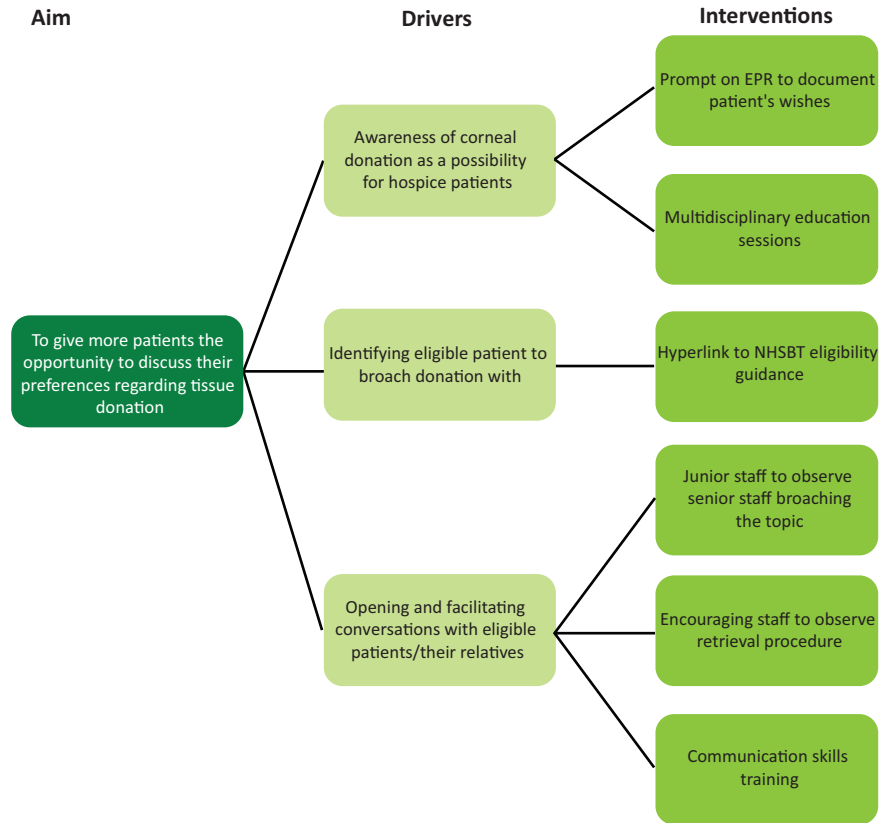 Aim
Drivers
Interventions
Prompt on EPR to document
patient's wishes
Awareness of corneal
donation as a possibility
for hospice patients
Multidisciplinary education
sessions
To give more patients the
opportunity to discuss their
preferences regarding tissue
donation
Identifying eligible patient to
broach donation with
Hyperlink to NHSBT eligibility
guidance
Junior staff to observe
senior staff broaching
the topic
Opening and facilitating
conversations with eligible
patients/their relatives
Encouraging staff to observe
retrieval procedure
Communication skills
training